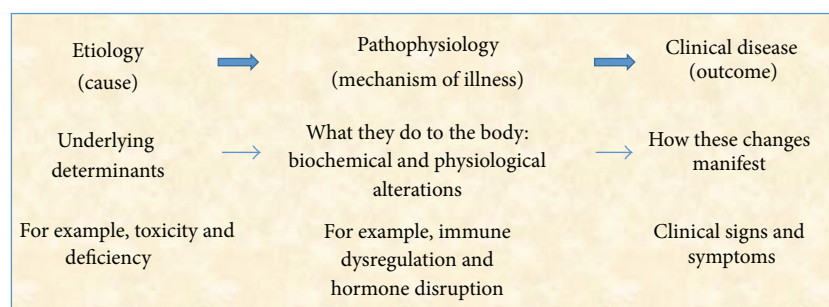 Etiology
(cause)
Pathophysiology
(mechanism of illness)
Clinical disease
(outcome)
Underlying
determinants
What they do to the body:
biochemical and physiological
alterations
How these changes
manifest
For example, toxicity and
deficiency
For example, immune
dysregulation and
hormone disruption
Clinical signs and
symptoms